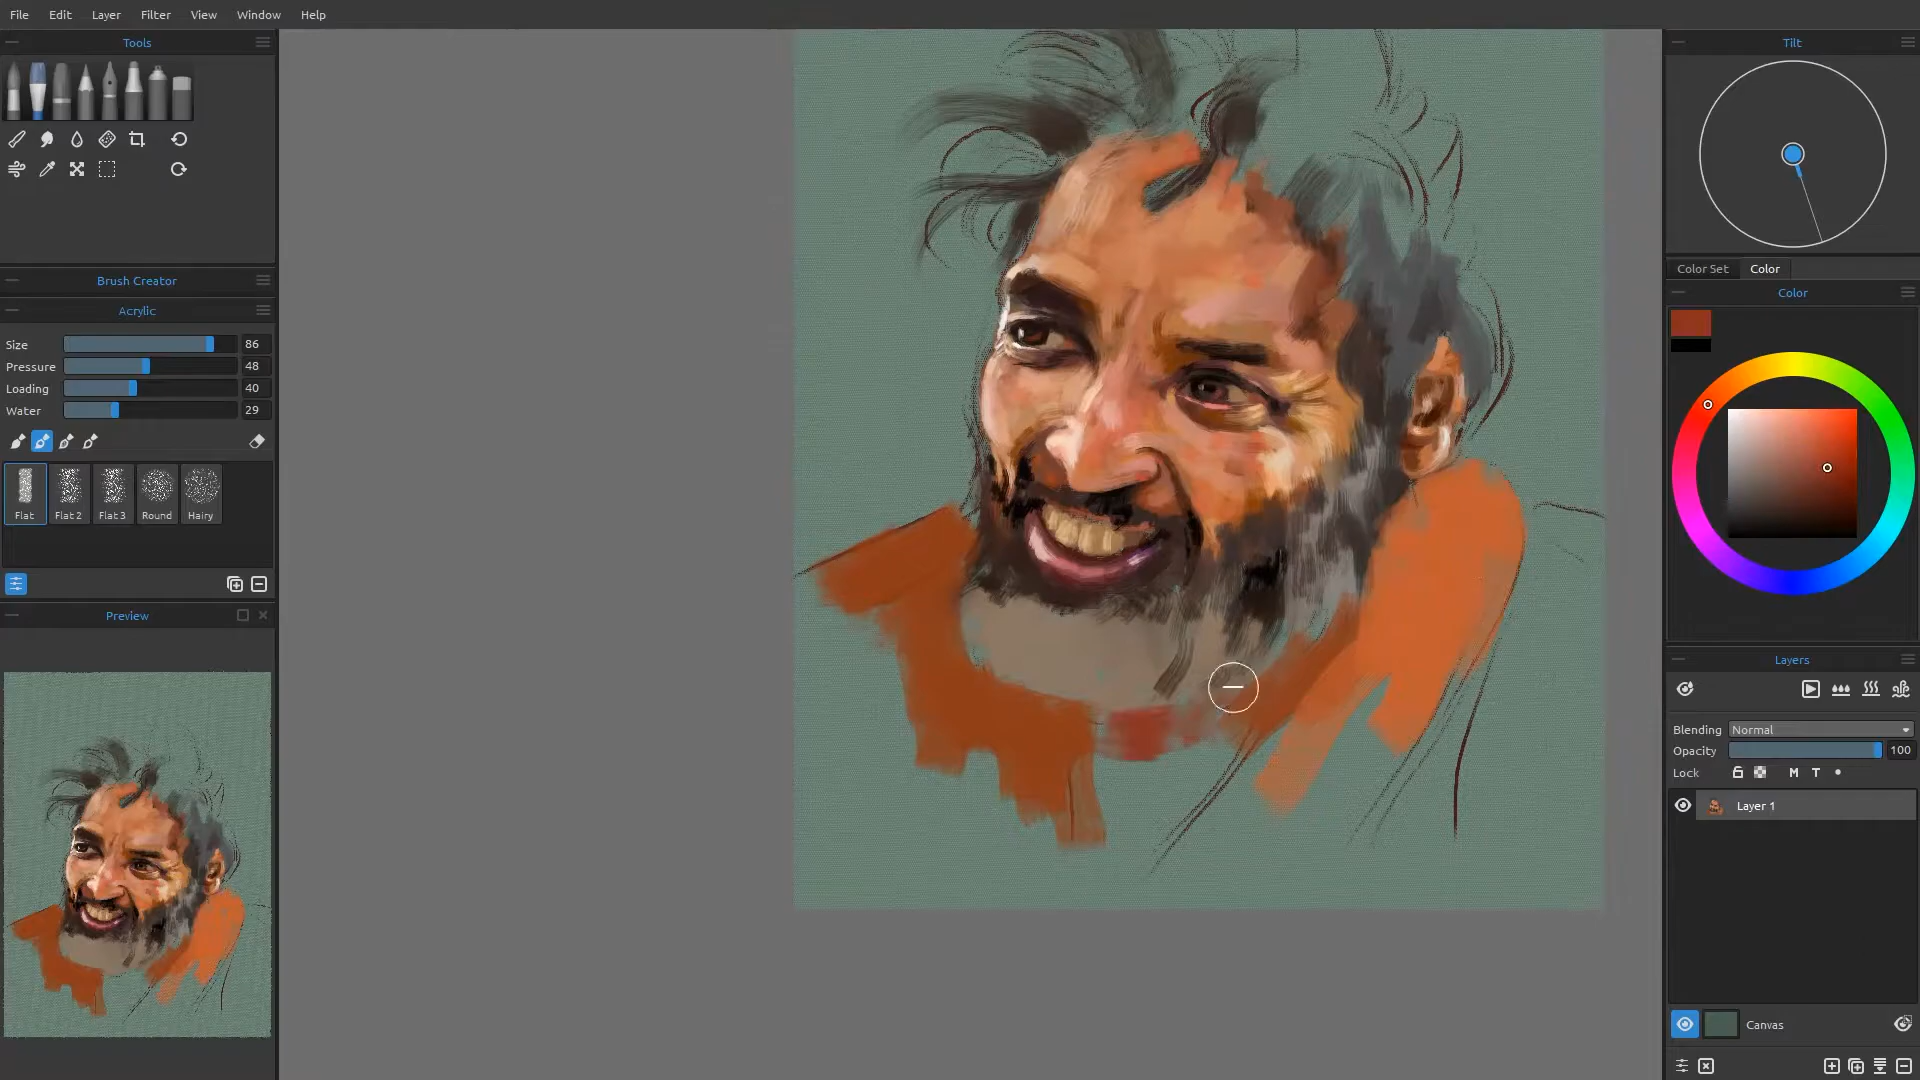 File Edit Layer Filter View Window Help
Tools
Brush Creator
Acrylic
Size 86
Pressure 48
Loading 40
Water 29
Flat Flat 2 Flat 3 Round Hairy
Preview
Tilt
Color Set Color
Color
Layers
Blending Normal
Opacity 100
Lock M T
Layer 1
Canvas